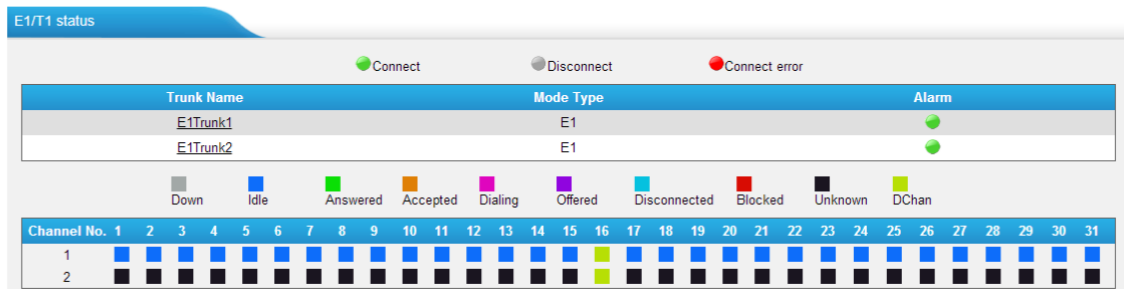 E1/T1 status
Connect Disconnect Connect error
Trunk Name Mode Type Alarm
E1Trunk1 E1
E1Trunk2 E1
Down Idle Answered Accepted Dialing Offered Disconnected Blocked Unknown DChan
Channel No. 1 2 3 4 5 6 7 8 9 10 11 12 13 14 15 16 17 18 19 20 21 22 23 24 25 26 27 28 29 30 31
1
2